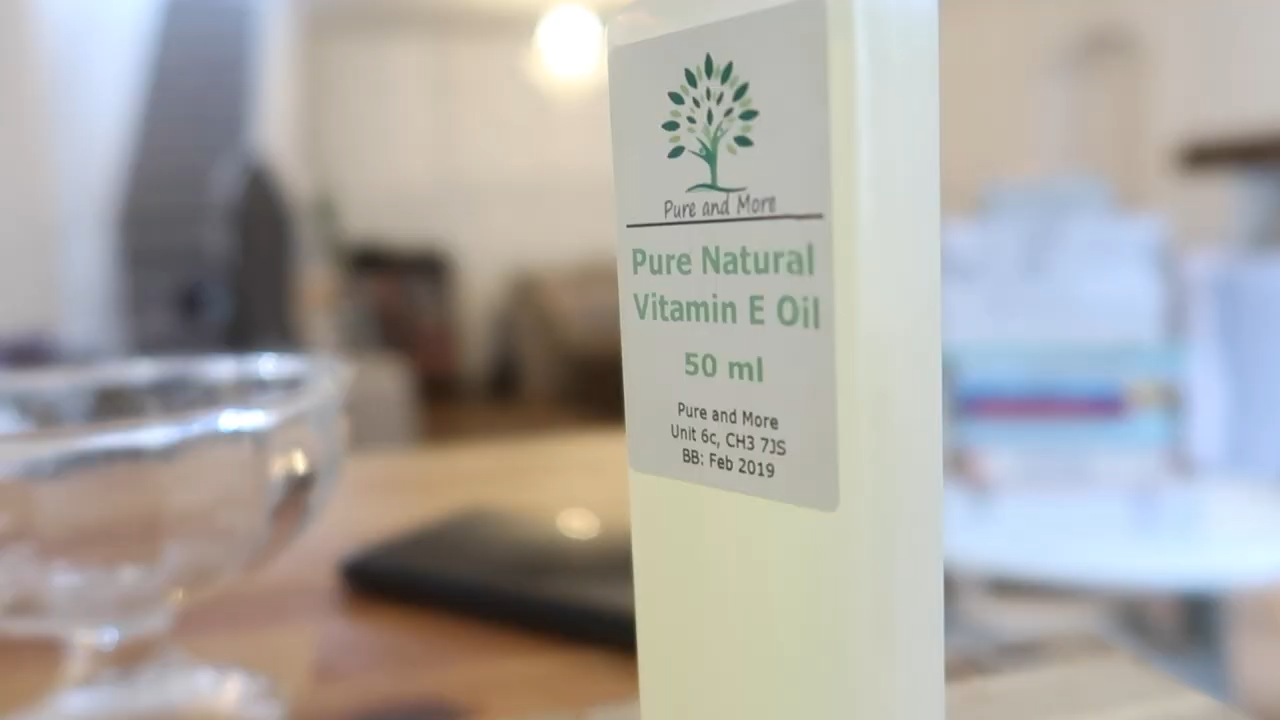 Pure and More
Pure Natural
Vitamin E Oil
50 ml
Pure and More
Unit 6c, CH3 7JS
BB: Feb 2019